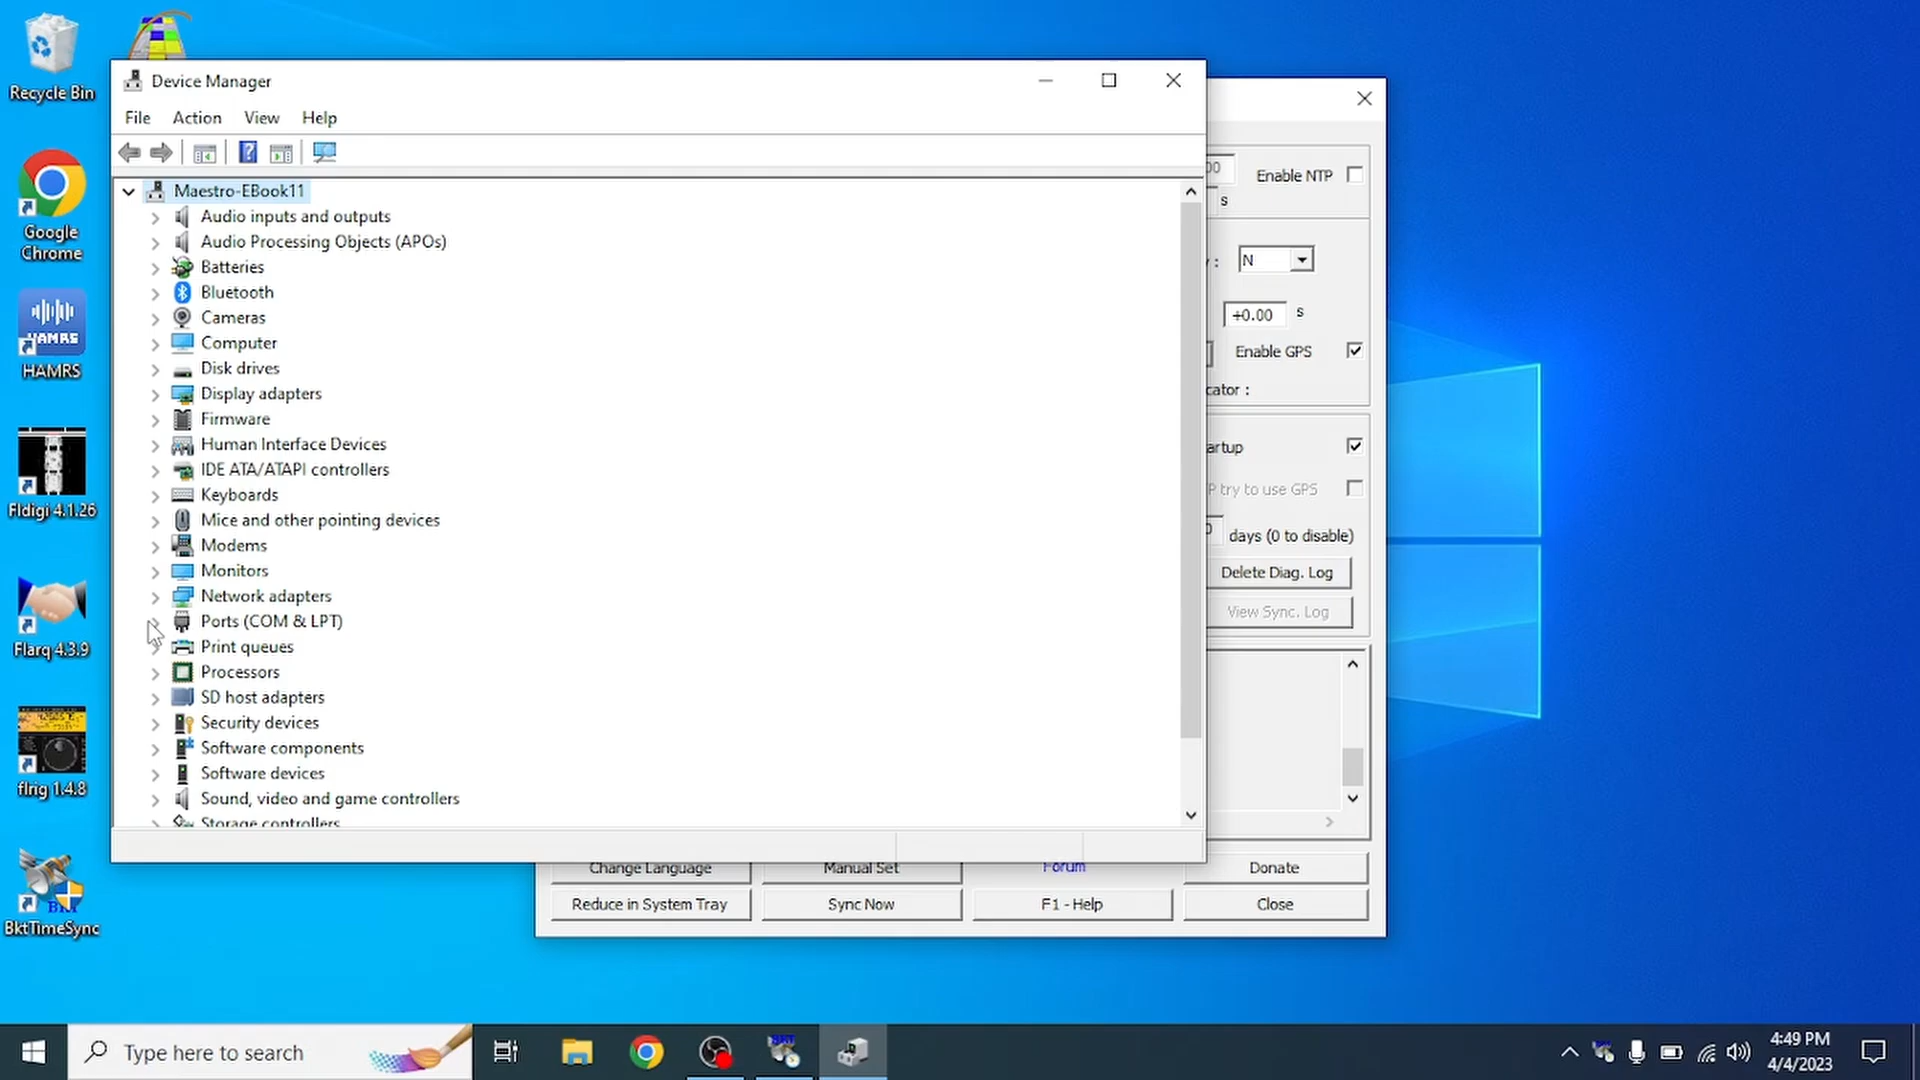 Recycle Bin
Google
Chrome
HAMRS
HAMRS
Fldigi 4.1.26
Flarq 4.3.9
flrig 1.4.8
BKT
BktTimeSync
Device Manager
File Action View Help
Maestro-EBook11
Audio inputs and outputs
Audio Processing Objects (APOs)
Batteries
Bluetooth
Cameras
Computer
Disk drives
Display adapters
Firmware
Human Interface Devices
IDE ATA/ATAPI controllers
Keyboards
Mice and other pointing devices
Modems
Monitors
Network adapters
Ports (COM & LPT)
Print queues
Processors
SD host adapters
Security devices
Software components
Software devices
Sound, video and game controllers
Storage controllers
00 Enable NTP
s
: N
+0.00 s
Enable GPS
cator :
artup
P try to use GPS
0 days (0 to disable)
Delete Diag. Log
View Sync. Log
Change Language Manual Set Forum Donate
Reduce in System Tray Sync Now F1 - Help Close
Type here to search
4:49 PM
4/4/2023